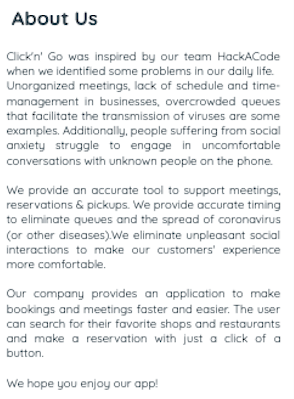 About Us
Click'n' Go was inspired by our team HackACode
when we identified some problems in our daily life.
Unorganized meetings, lack of schedule and time-
management in businesses, overcrowded queues
that facilitate the transmission of viruses are some
examples. Additionally, people suffering from social
anxiety struggle to engage in uncomfortable
conversations with unknown people on the phone.
We provide an accurate tool to support meetings,
reservations & pickups. We provide accurate timing
to eliminate queues and the spread of coronavirus
(or other diseases).We eliminate unpleasant social
interactions to make our customers' experience
more comfortable.
Our company provides an application to make
bookings and meetings faster and easier. The user
can search for their favorite shops and restaurants
and make a reservation with just a click of a
button.
We hope you enjoy our app!